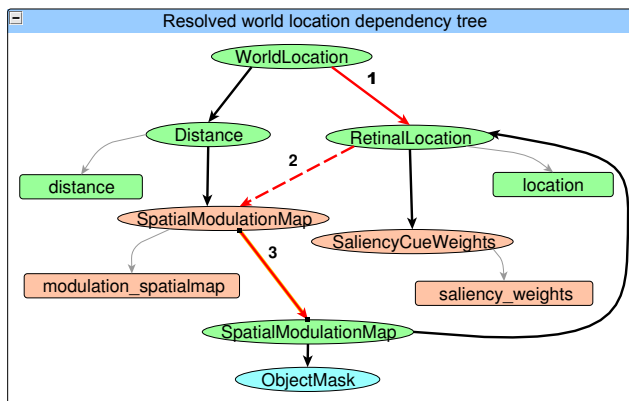 Resolved world location dependency tree
WorldLocation
1
Distance
RetinalLocation
2
distance
location
SpatialModulationMap
SaliencyCueWeights
3
modulation_spatialmap
saliency_weights
SpatialModulationMap
ObjectMask